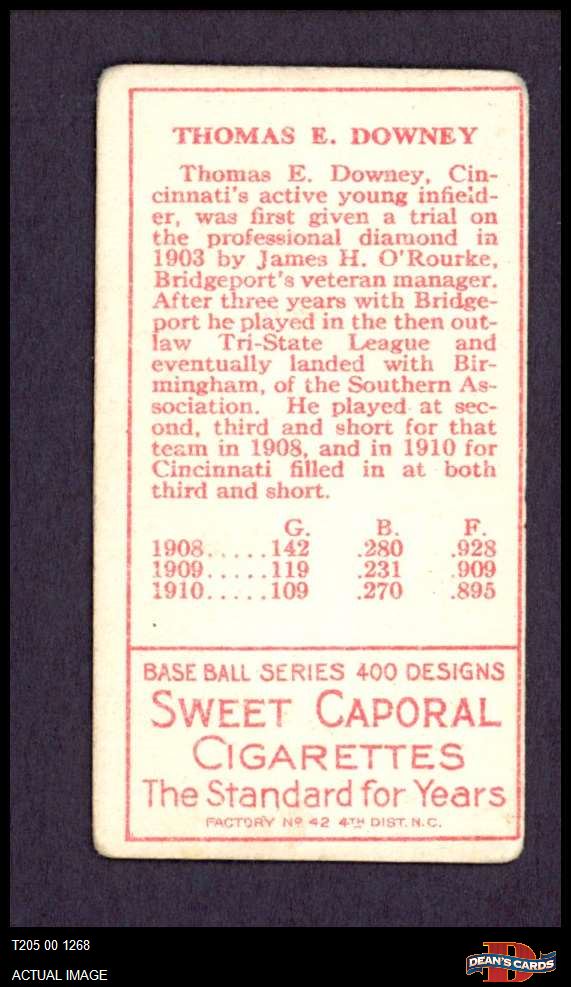 THOMAS E. DOWNEY
Thomas E. Downey, Cin-
cinnati's active young infield-
er, was first given a trial on
the professional diamond in
1903 by James H. O'Rourke,
Bridgeport's veteran manager.
After three years with Bridge-
port he played in the then out-
law Tri-State League and
eventually landed with Bir-
mingham, of the Southern As-
sociation. He played at sec-
ond, third and short for that
team in 1908, and in 1910 for
Cincinnati filled in at both
third and short.
G. B. F.
1908.....142 .280 .928
1909.....119 .231 .909
1910.....109 .270 .895
BASE BALL SERIES 400 DESIGNS
SWEET CAPORAL
CIGARETTES
The Standard for Years
FACTORY No 42 4TH DIST. N.C.
T205 00 1268
ACTUAL IMAGE
DEAN'S CARDS